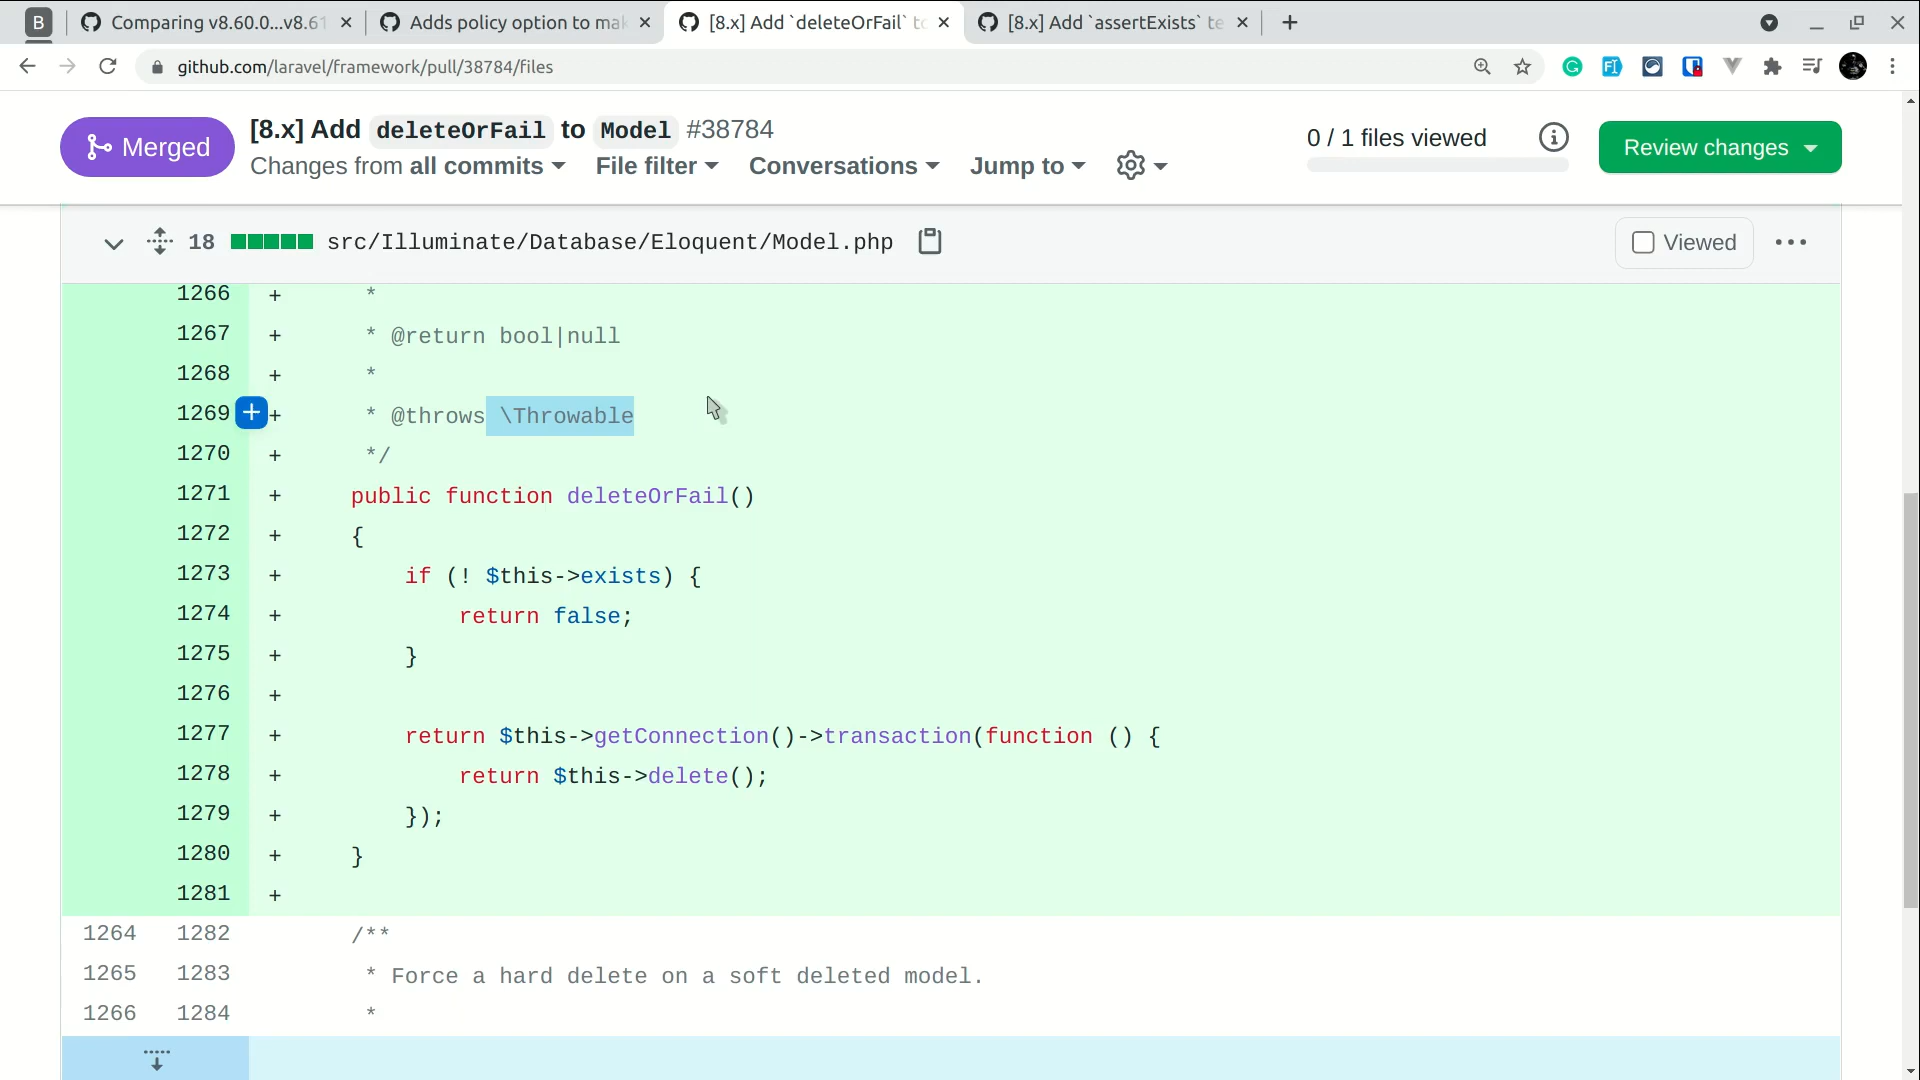 B
Comparing v8.60.0...v8.61
Adds policy option to mak
[8.x] Add `deleteOrFail` to
[8.x] Add `assertExists` te
github.com/laravel/framework/pull/38784/files
Merged
[8.x] Add deleteOrFail to Model #38784
Changes from all commits
File filter
Conversations
Jump to
0 / 1 files viewed
Review changes
18 src/Illuminate/Database/Eloquent/Model.php
Viewed
1266 + *
1267 + * @return bool|null
1268 + *
1269 + * @throws \Throwable
1270 + */
1271 + public function deleteOrFail()
1272 + {
1273 + if (! $this->exists) {
1274 + return false;
1275 + }
1276 +
1277 + return $this->getConnection()->transaction(function () {
1278 + return $this->delete();
1279 + });
1280 + }
1281 +
1264 1282 /**
1265 1283 * Force a hard delete on a soft deleted model.
1266 1284 *